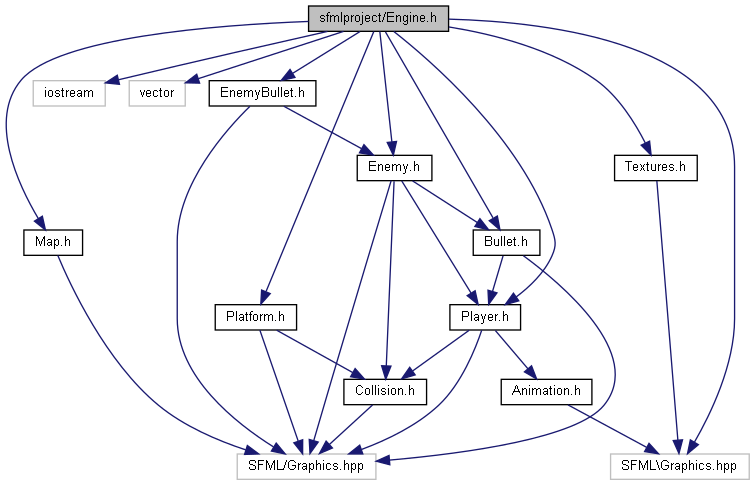 sfmlproject/Engine.h
iostream
vector
EnemyBullet.h
Enemy.h
Textures.h
Map.h
Bullet.h
Platform.h
Player.h
Collision.h
Animation.h
SFML/Graphics.hpp
SFML\Graphics.hpp